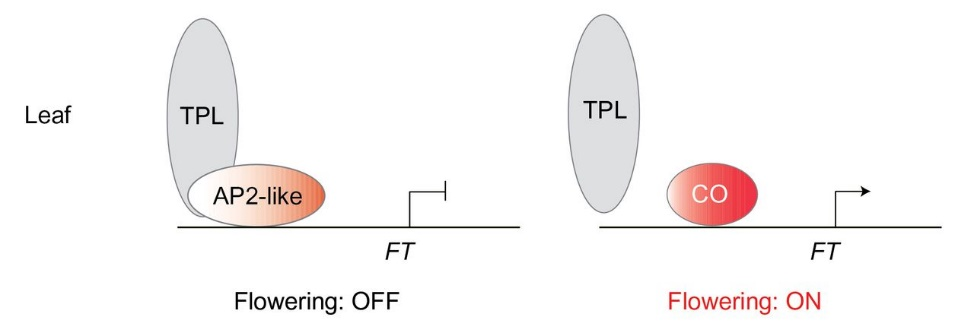 TPL
TPL
Leaf
AP2-like
CO
FT
FT
Flowering: OFF
Flowering: ON